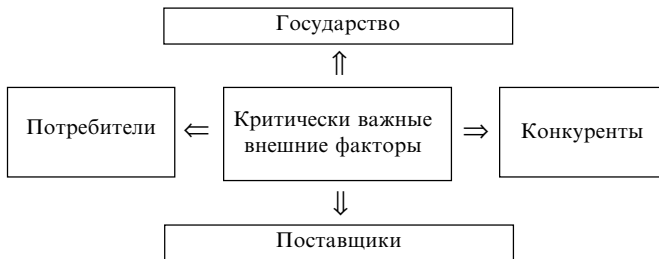 Государство
⇑
Потребители ⇐ Критически важные внешние факторы ⇒ Конкуренты
⇓
Поставщики